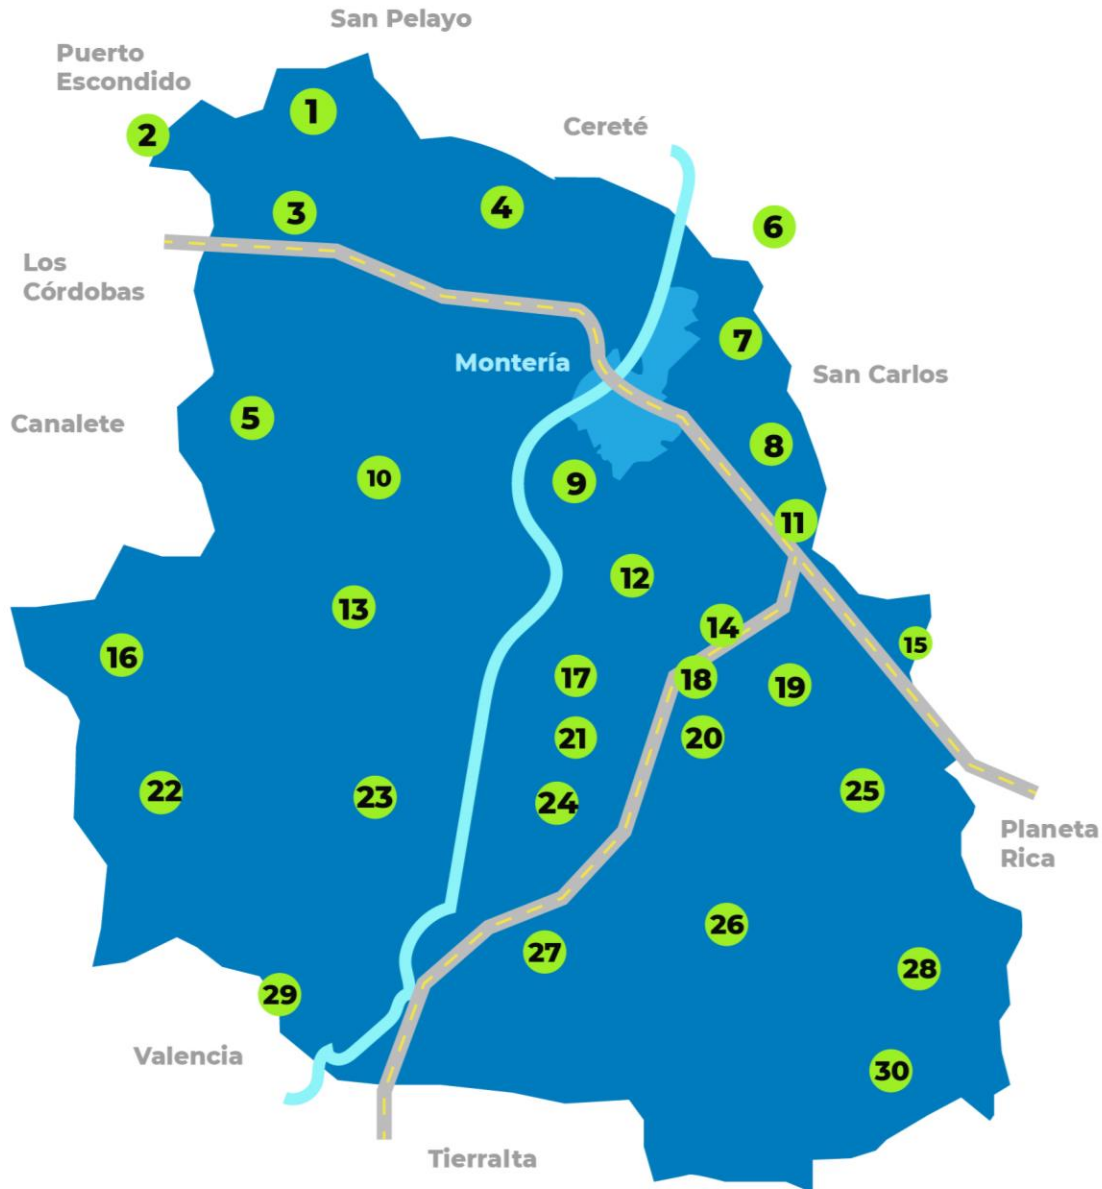 San Pelayo
Puerto
Escondido
1
2
Cereté
3
4
6
Los
Córdobas
7
Montería
San Carlos
5
Canalete
8
10
9
11
12
13
14
15
16
17
18
19
21
20
22
23
24
25
Planeta
Rica
26
27
28
29
Valencia
30
Tierralta